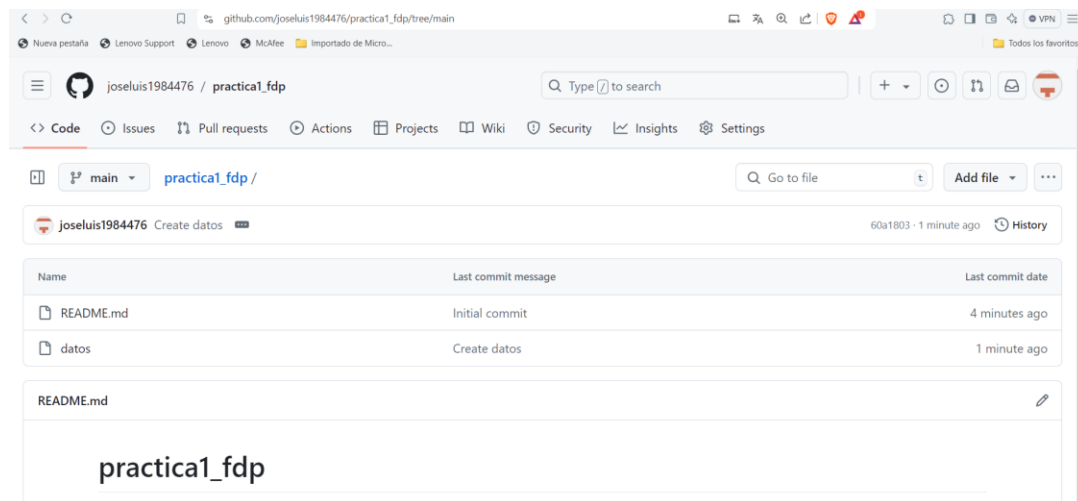 github.com/joseluis1984476/practica1_fdp/tree/main
VPN
Nueva pestaña Lenovo Support Lenovo McAfee Importado de Micro... Todos los favoritos
joseluis1984476 / practica1_fdp Type / to search
Code Issues Pull requests Actions Projects Wiki Security Insights Settings
main practica1_fdp / Go to file t Add file
joseluis1984476 Create datos 60a1803 · 1 minute ago History
Name Last commit message Last commit date
README.md Initial commit 4 minutes ago
datos Create datos 1 minute ago
README.md
practica1_fdp